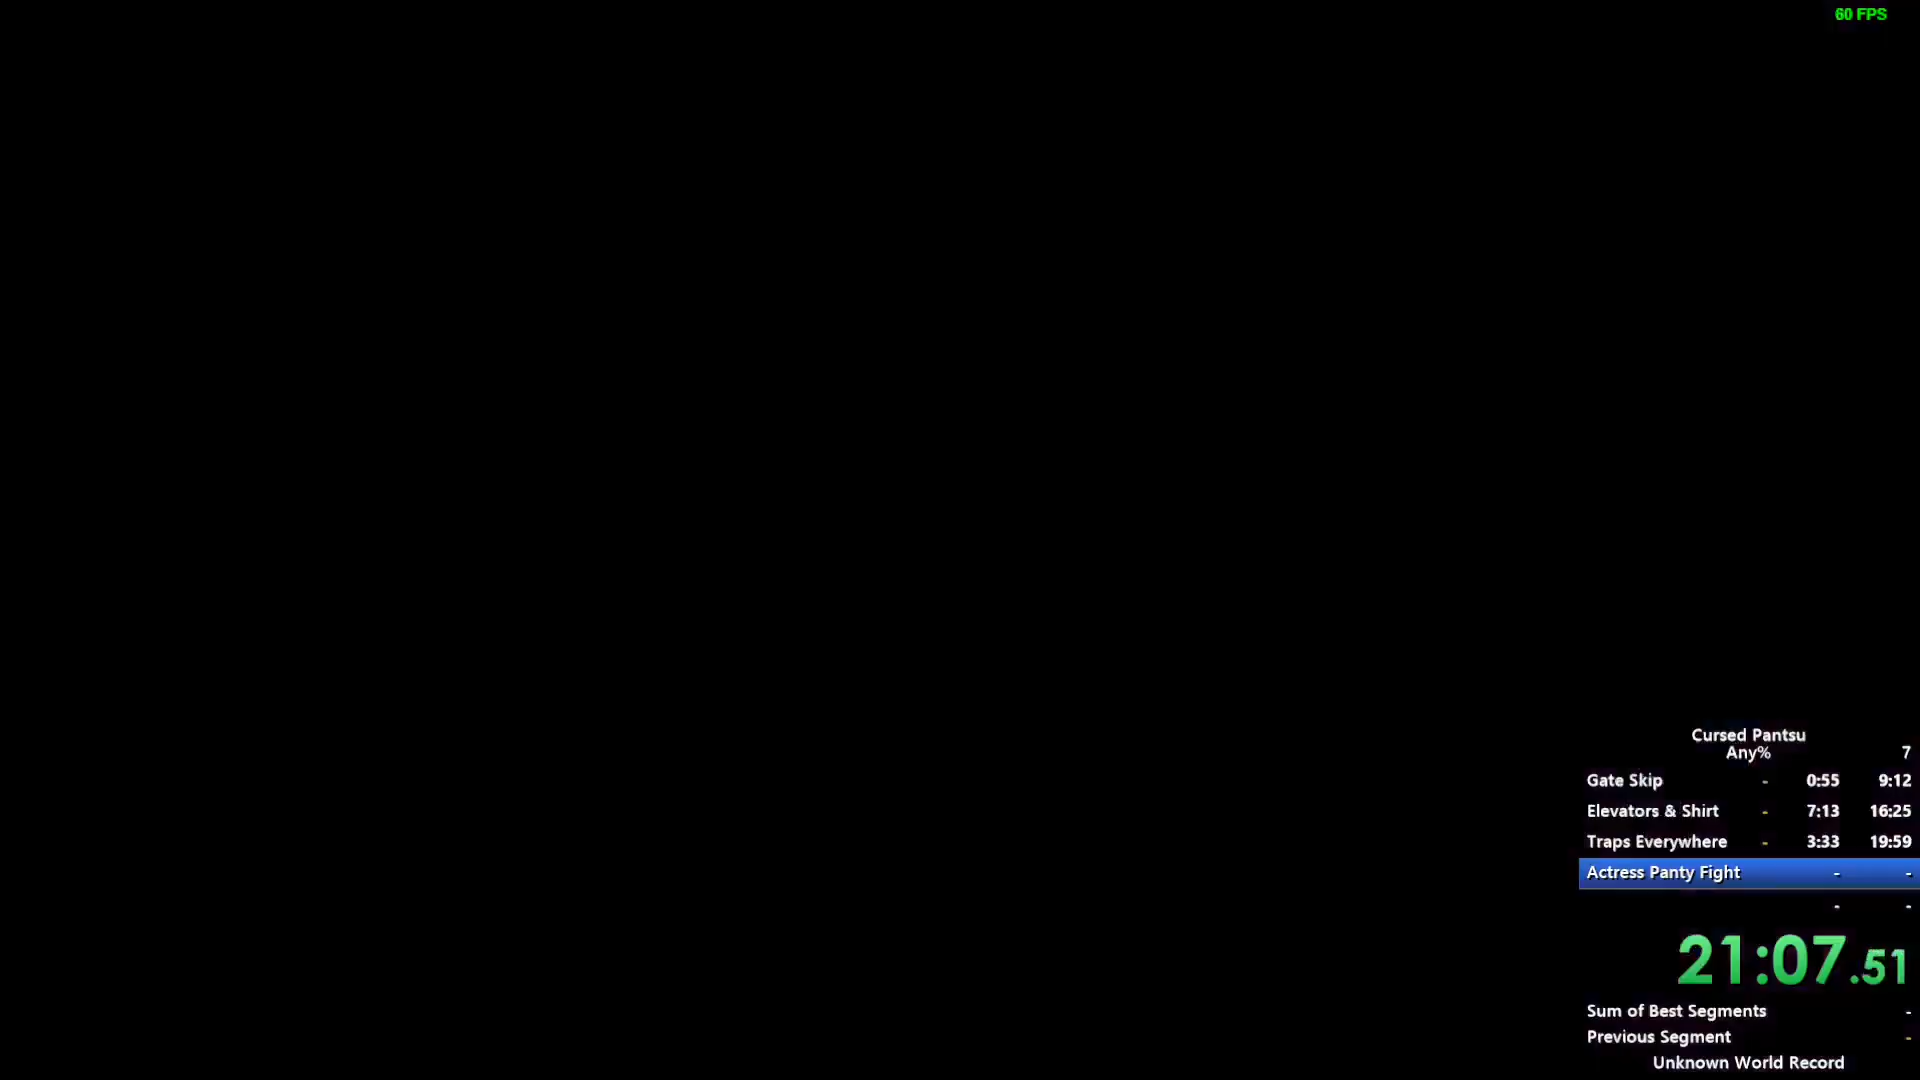 60 FPS
Cursed Pantsu
Any% 7
Gate Skip - 0:55 9:12
Elevators & Shirt - 7:13 16:25
Traps Everywhere - 3:33 19:59
Actress Panty Fight - -
- -
21:07.51
Sum of Best Segments -
Previous Segment -
Unknown World Record